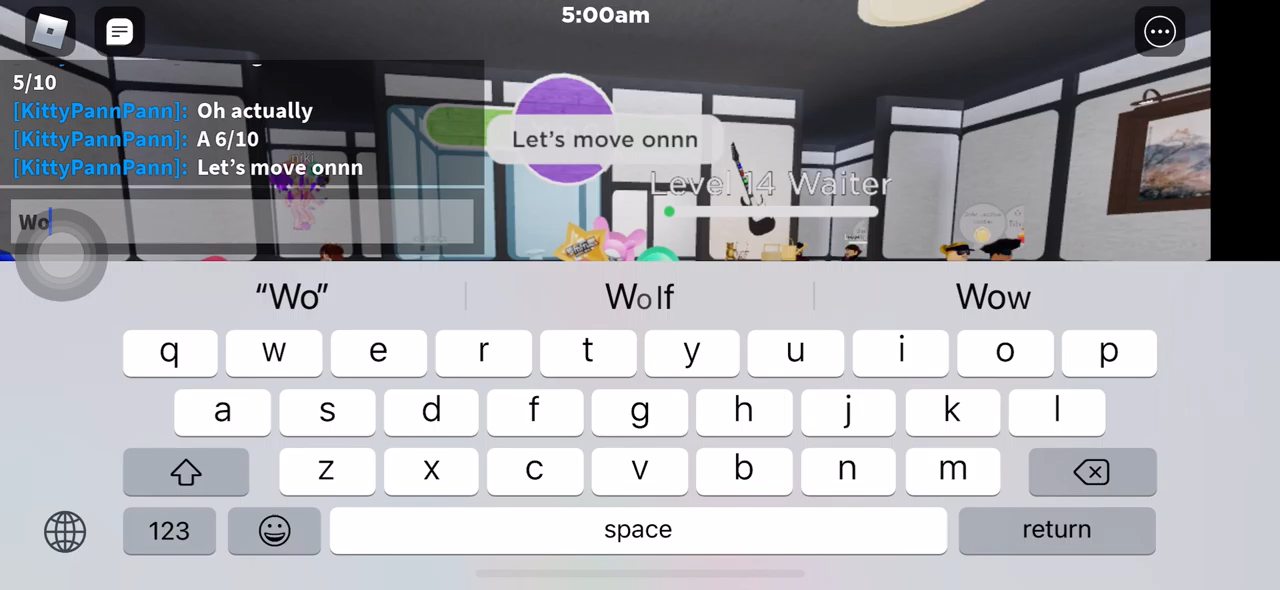 5:00am
5/10
[KittyPannPann]: Oh actually
[KittyPannPann]: A 6/10
[KittyPannPann]: Let’s move onnn
Let’s move onnn
niki
Level 14 Waiter
Wo
“Wo” Wolf Wow
q w e r t y u i o p
a s d f g h j k l
z x c v b n m
123 space return